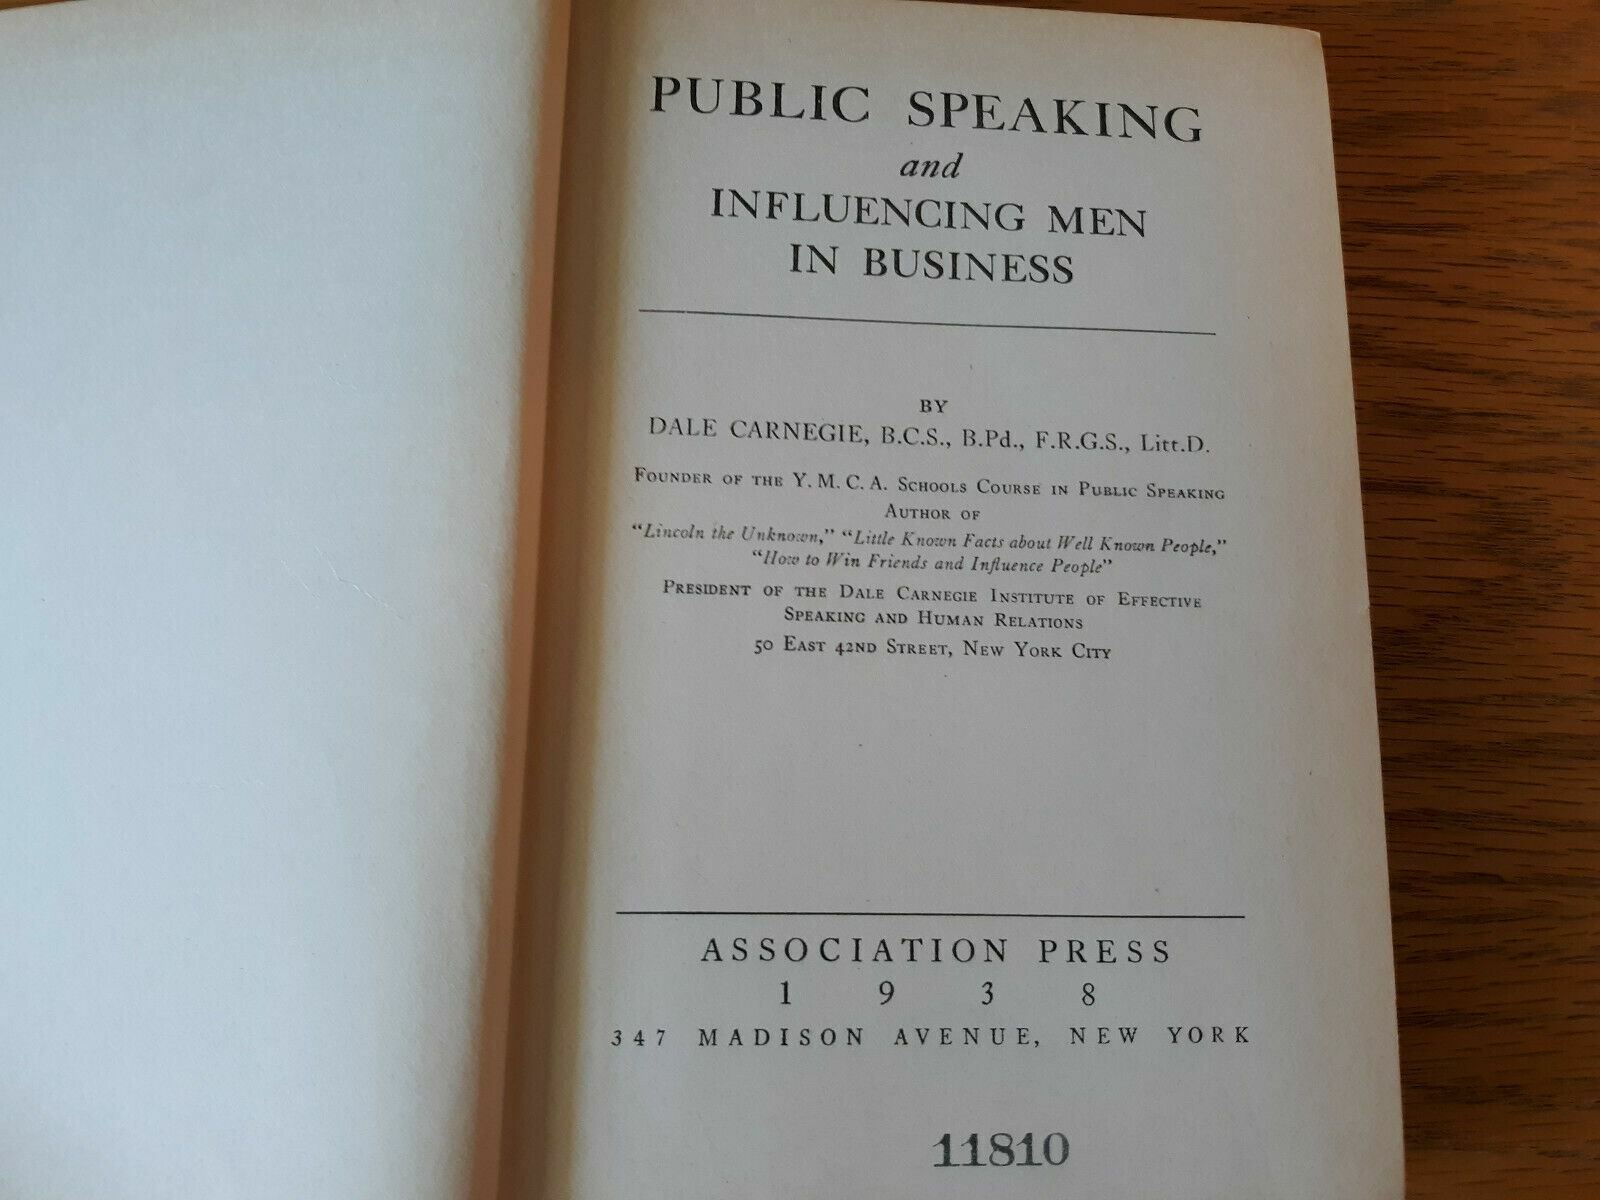 PUBLIC SPEAKING
and
INFLUENCING MEN
IN BUSINESS
BY
DALE CARNEGIE, B.C.S., B.Pd., F.R.G.S., Litt.D.
FOUNDER OF THE Y. M. C. A. SCHOOLS COURSE IN PUBLIC SPEAKING
AUTHOR OF
"Lincoln the Unknown," "Little Known Facts about Well Known People,"
"How to Win Friends and Influence People"
PRESIDENT OF THE DALE CARNEGIE INSTITUTE OF EFFECTIVE
SPEAKING AND HUMAN RELATIONS
50 EAST 42ND STREET, NEW YORK CITY
ASSOCIATION PRESS
1 9 3 8
347 MADISON AVENUE, NEW YORK
11810